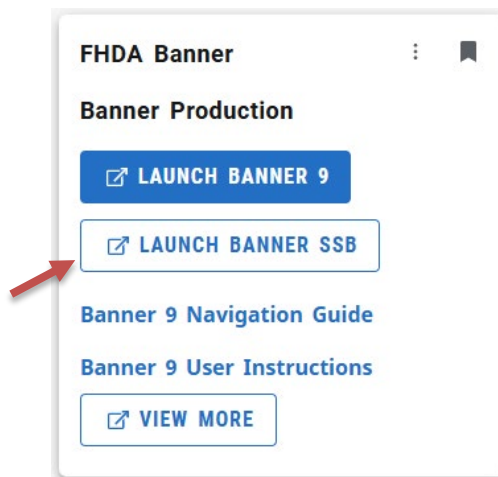 FHDA Banner
Banner Production
LAUNCH BANNER 9
LAUNCH BANNER SSB
Banner 9 Navigation Guide
Banner 9 User Instructions
VIEW MORE